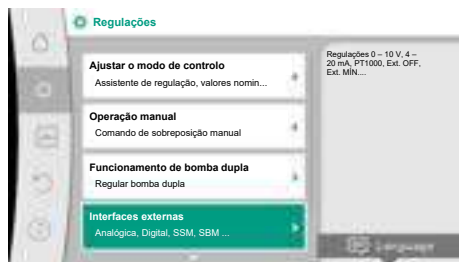 Regulações
Ajustar o modo de controlo
Assistente de regulação, valores nomin...
Operação manual
Comando de sobreposição manual
Funcionamento de bomba dupla
Regular bomba dupla
Interfaces externas
Analógica, Digital, SSM, SBM ...
Regulações 0 – 10 V, 4 –
20 mA, PT1000, Ext. OFF,
Ext. MÍN....
Language